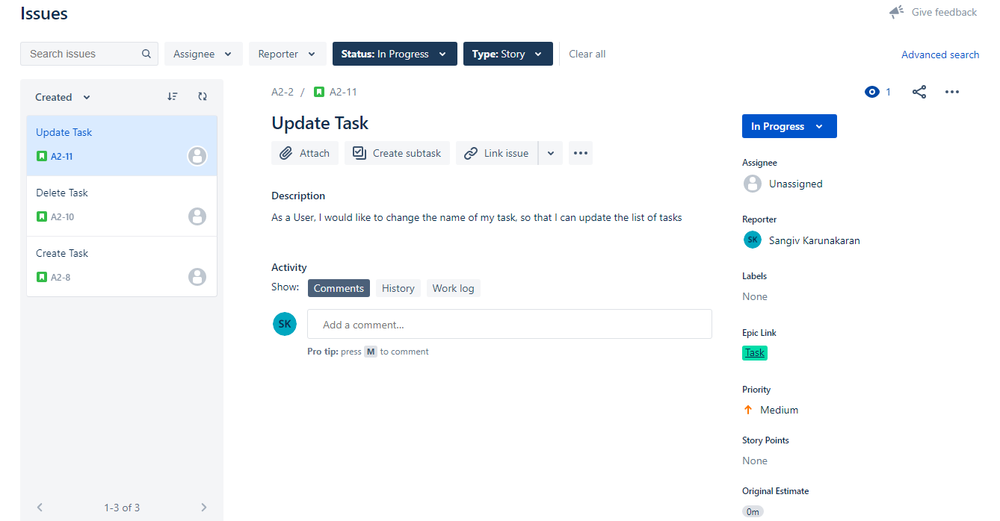 Issues
Give feedback
Search issues
Assignee
Reporter
Status: In Progress
Type: Story
Clear all
Advanced search
Created
Update Task
A2-11
Delete Task
A2-10
Create Task
A2-8
1-3 of 3
A2-2 / A2-11
1
Update Task
Attach
Create subtask
Link issue
Description
As a User, I would like to change the name of my task, so that I can update the list of tasks
Activity
Show: Comments History Work log
SK
Add a comment...
Pro tip: press M to comment
In Progress
Assignee
Unassigned
Reporter
SK Sangiv Karunakaran
Labels
None
Epic Link
Task
Priority
Medium
Story Points
None
Original Estimate
0m